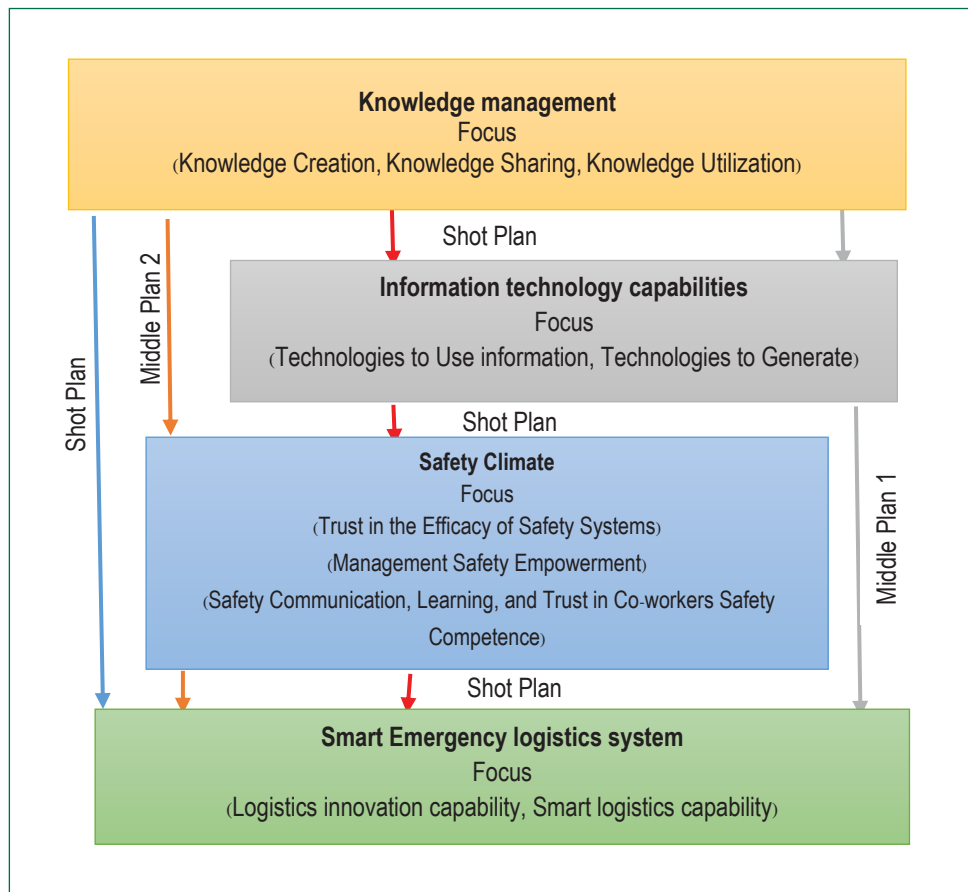 Knowledge management
Focus
(Knowledge Creation, Knowledge Sharing, Knowledge Utilization)
Shot Plan
Middle Plan 2
Shot Plan
Information technology capabilities
Focus
(Technologies to Use information, Technologies to Generate)
Shot Plan
Safety Climate
Focus
(Trust in the Efficacy of Safety Systems)
(Management Safety Empowerment)
(Safety Communication, Learning, and Trust in Co-workers Safety
Competence)
Middle Plan 1
Shot Plan
Smart Emergency logistics system
Focus
(Logistics innovation capability, Smart logistics capability)